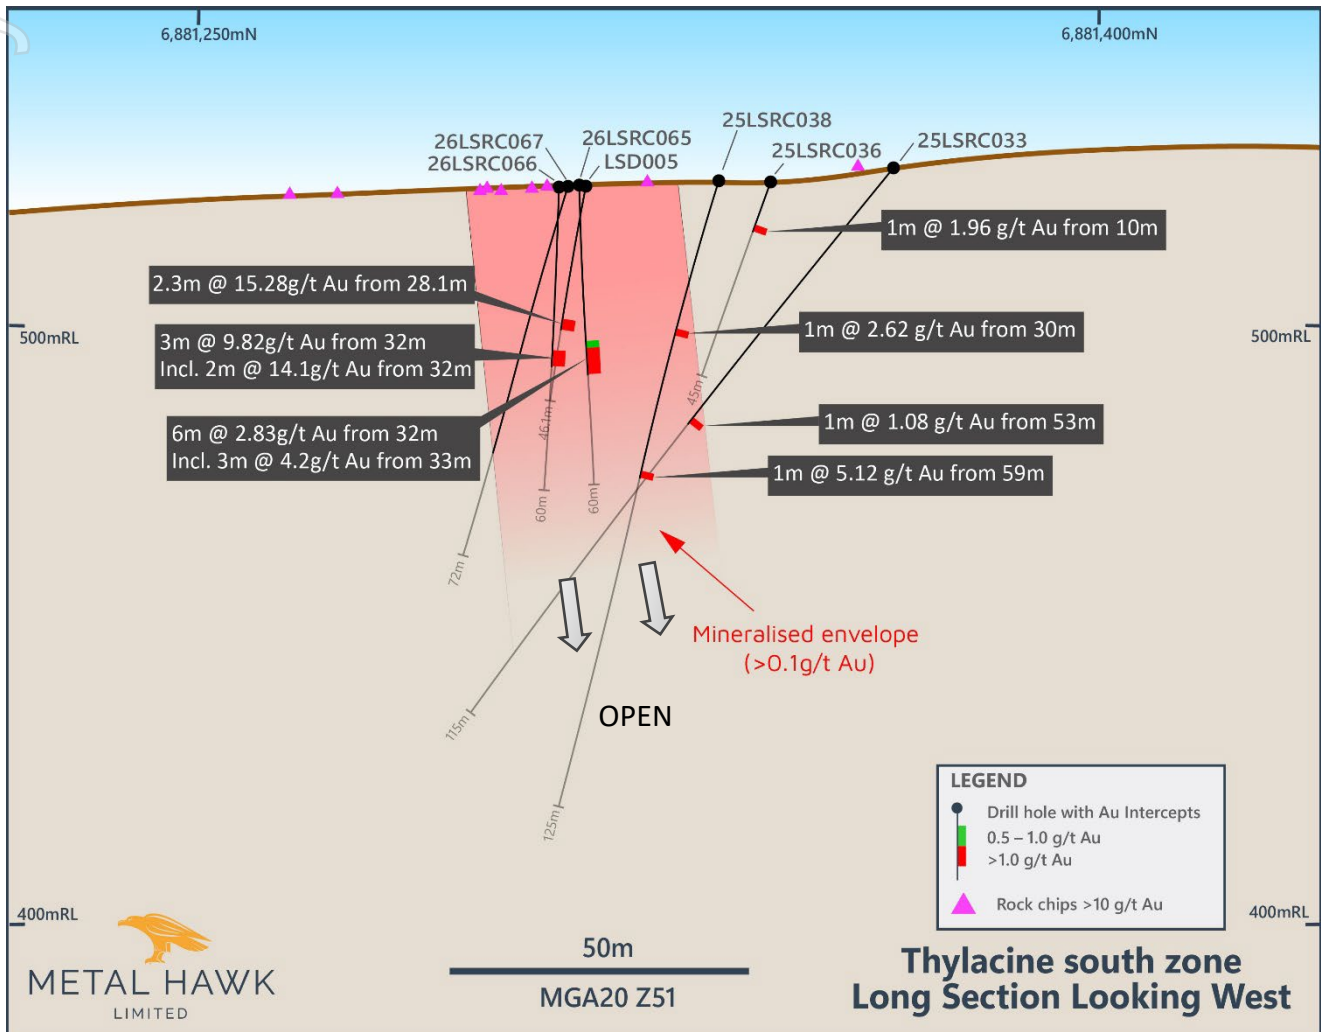 6,881,250mN
6,881,400mN
26LSRC067
26LSRC066
26LSRC065
LSD005
25LSRC038
25LSRC036
25LSRC033
1m @ 1.96 g/t Au from 10m
2.3m @ 15.28g/t Au from 28.1m
500mRL
3m @ 9.82g/t Au from 32m
Incl. 2m @ 14.1g/t Au from 32m
1m @ 2.62 g/t Au from 30m
500mRL
6m @ 2.83g/t Au from 32m
Incl. 3m @ 4.2g/t Au from 33m
45m
46.1m
1m @ 1.08 g/t Au from 53m
1m @ 5.12 g/t Au from 59m
60m
60m
72m
Mineralised envelope
(>0.1g/t Au)
115m
OPEN
125m
LEGEND
Drill hole with Au Intercepts
0.5 – 1.0 g/t Au
>1.0 g/t Au
Rock chips >10 g/t Au
400mRL
400mRL
METAL HAWK
LIMITED
50m
MGA20 Z51
Thylacine south zone
Long Section Looking West